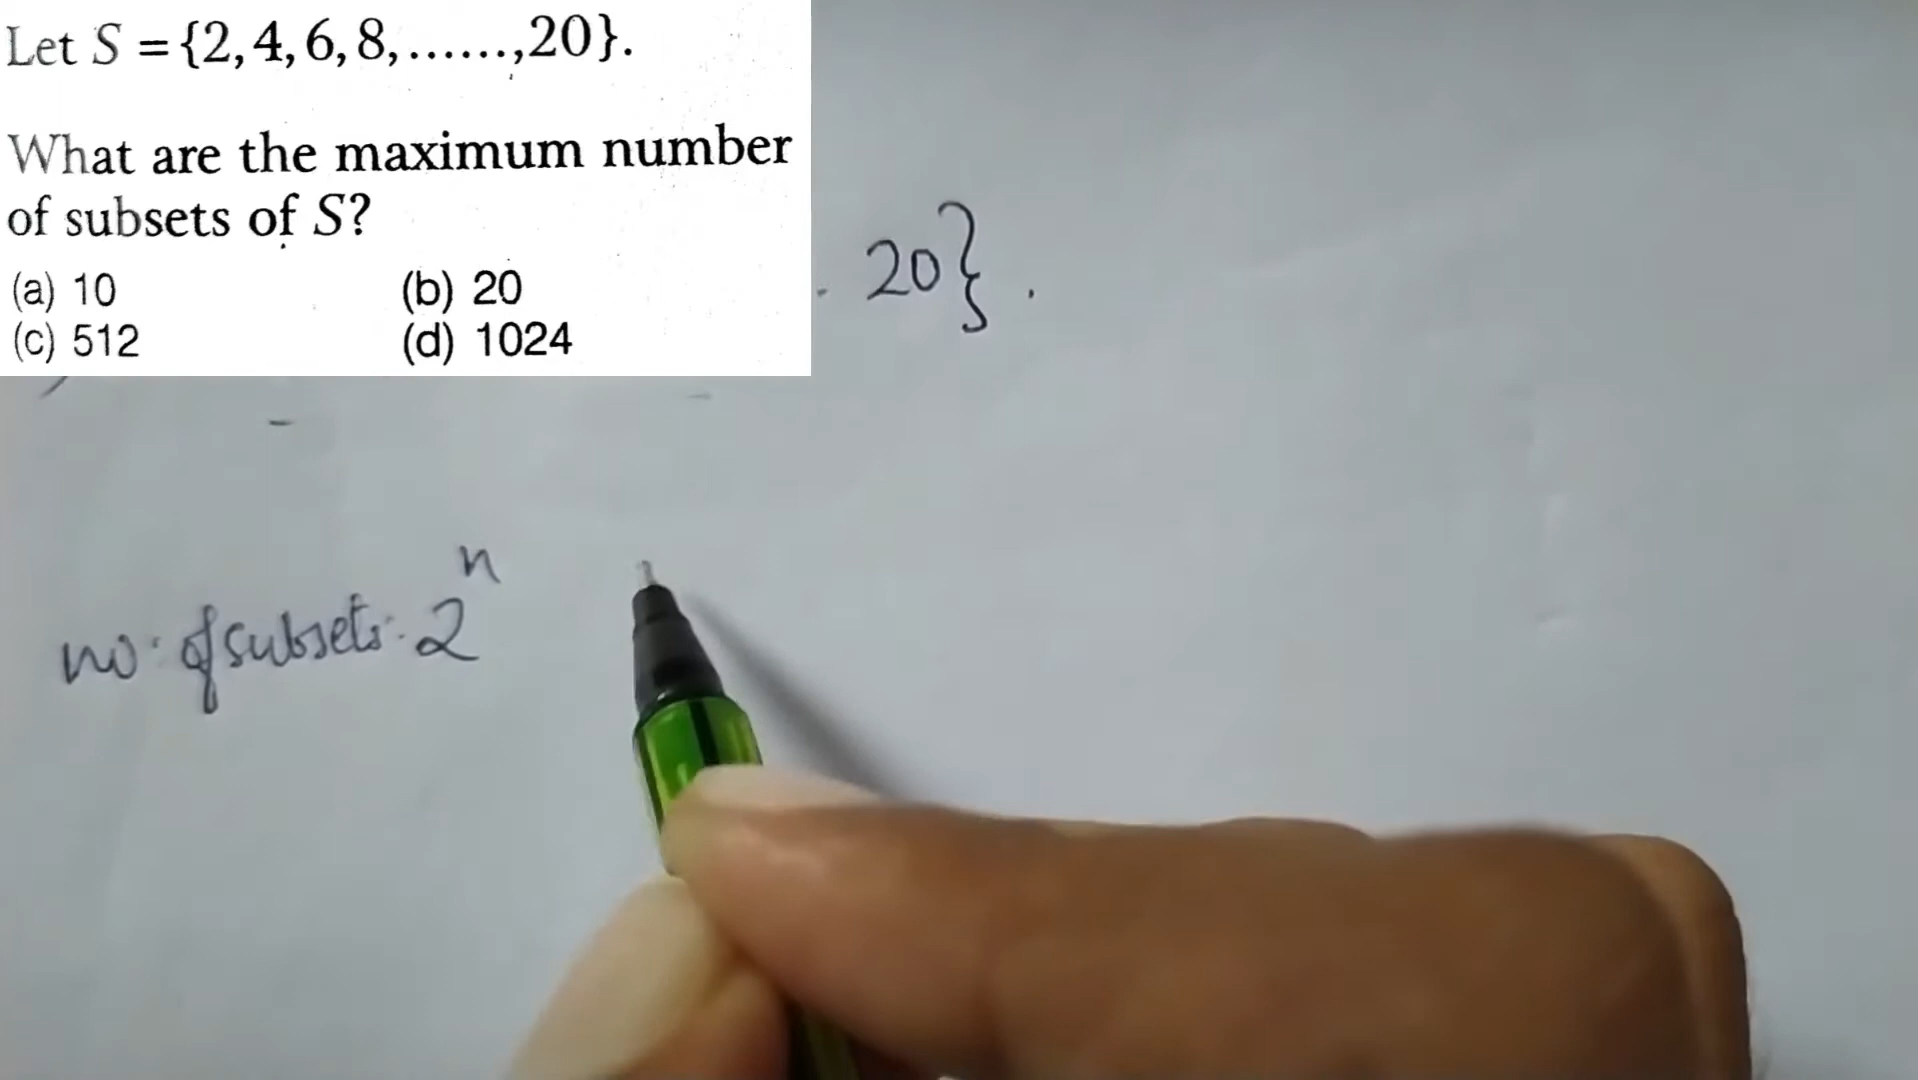 Let S = {2, 4, 6, 8, ......, 20}.
What are the maximum number
of subsets of S?
(a) 10 (b) 20
(c) 512 (d) 1024
. 20} .
no. of subsets: 2ⁿ